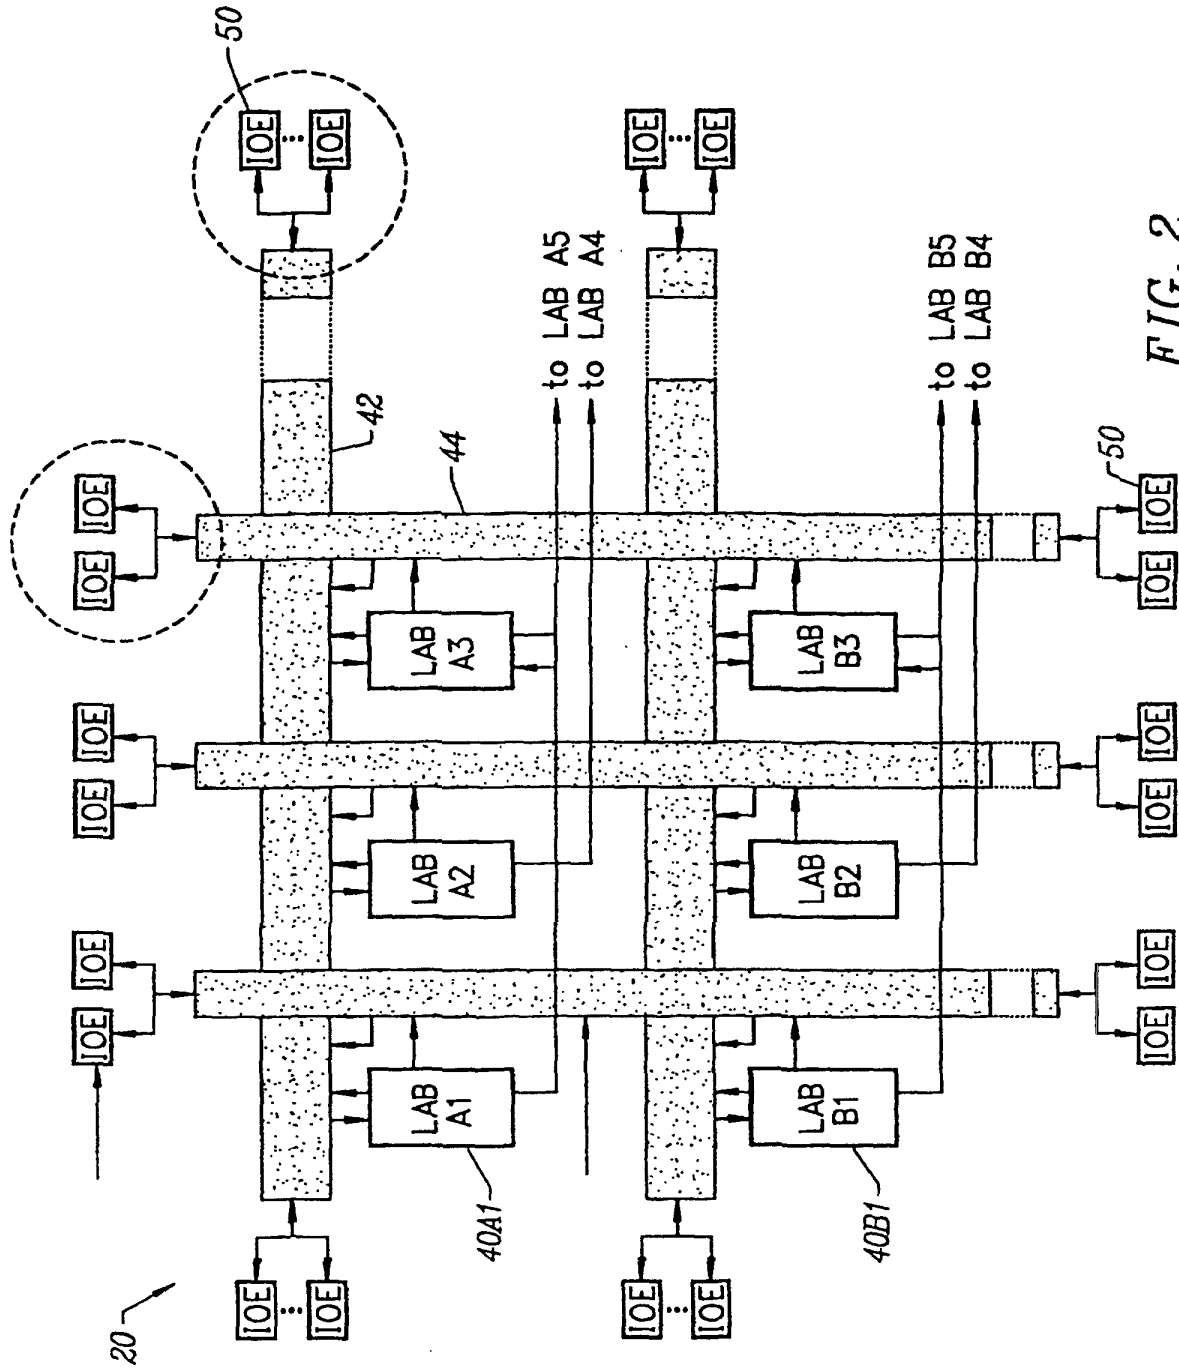 20
IOE IOE IOE IOE IOE IOE
50
IOE IOE
IOE IOE
42
LAB A1
LAB A2
LAB A3
44
40A1
to LAB A5
to LAB A4
IOE IOE
IOE IOE
LAB B1
LAB B2
LAB B3
40B1
to LAB B5
to LAB B4
50
IOE IOE IOE IOE IOE IOE
FIG. 2